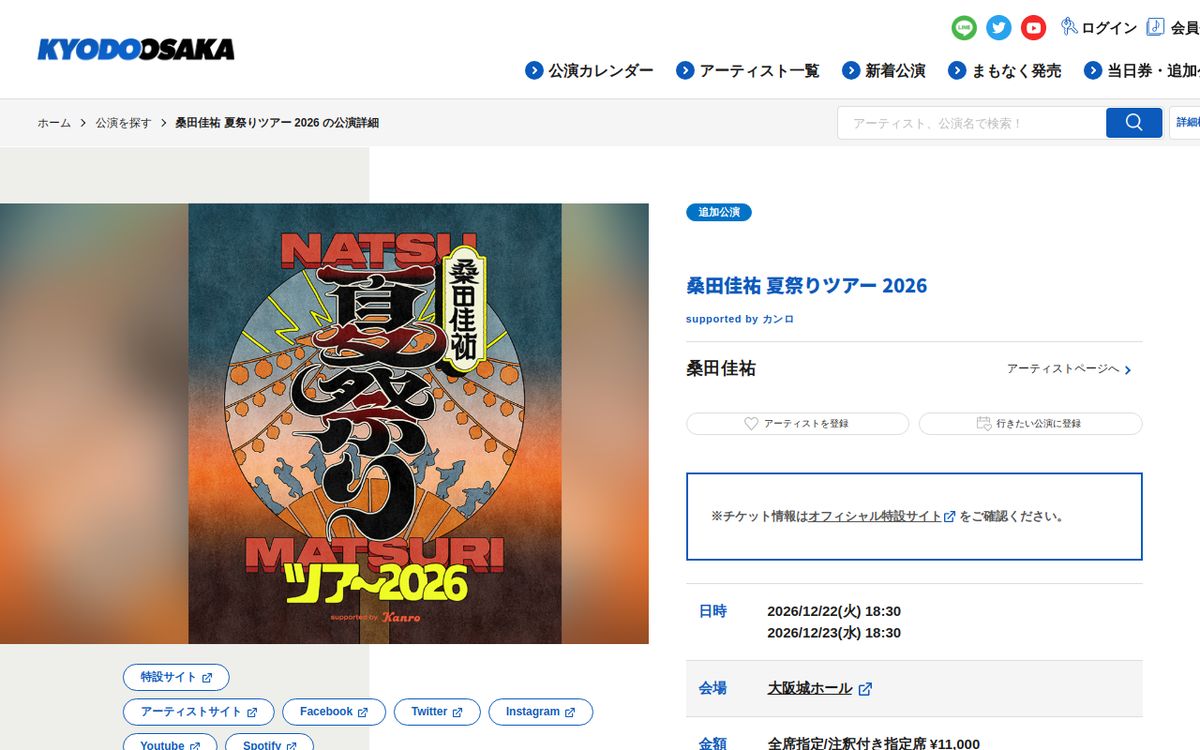 KYODO OSAKA
LINE
ログイン
会員
公演カレンダー
アーティスト一覧
新着公演
まもなく発売
当日券・追加
ホーム > 公演を探す > 桑田佳祐 夏祭りツアー 2026 の公演詳細
アーティスト、公演名で検索！
詳細
NATSU
桑田佳祐
夏祭り
MATSURI
ツアー2026
supported by Kanro
追加公演
桑田佳祐 夏祭りツアー 2026
supported by カンロ
桑田佳祐
アーティストページへ
アーティストを登録
行きたい公演に登録
※チケット情報はオフィシャル特設サイト をご確認ください。
日時
2026/12/22(火) 18:30
2026/12/23(水) 18:30
会場
大阪城ホール
金額
全席指定/注釈付き指定席 ¥11,000
特設サイト
アーティストサイト
Facebook
Twitter
Instagram
Youtube
Spotify